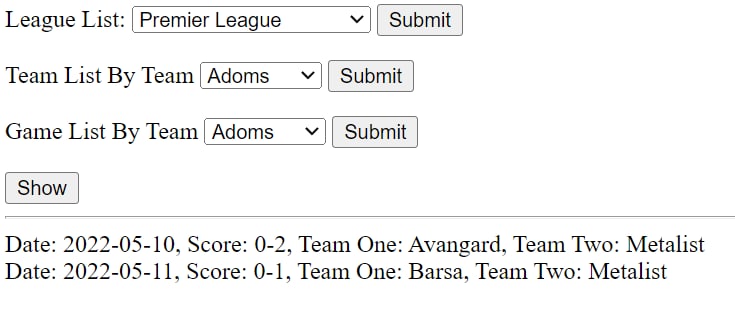 League List: Premier League Submit
Team List By Team Adoms Submit
Game List By Team Adoms Submit
Show
Date: 2022-05-10, Score: 0-2, Team One: Avangard, Team Two: Metalist
Date: 2022-05-11, Score: 0-1, Team One: Barsa, Team Two: Metalist